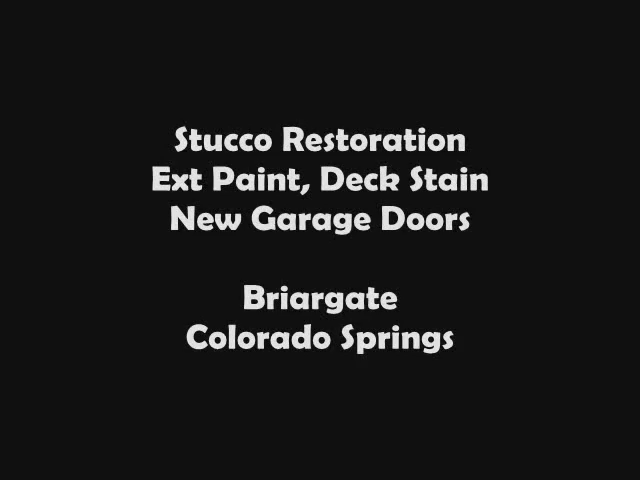 Stucco Restoration
Ext Paint, Deck Stain
New Garage Doors
Briargate
Colorado Springs